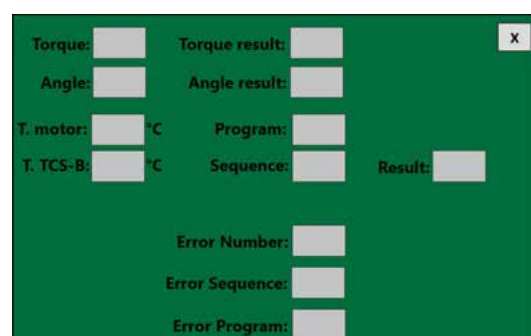 Torque: Torque result: X
Angle: Angle result:
T. motor: °C Program:
T. TCS-B: °C Sequence: Result:
Error Number:
Error Sequence:
Error Program: